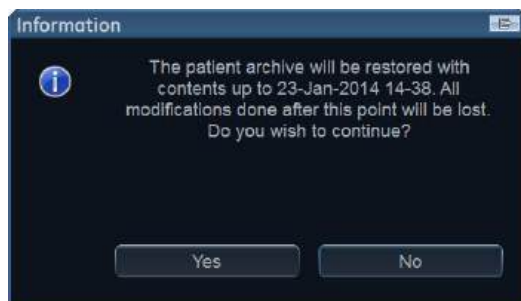 Information
The patient archive will be restored with
contents up to 23-Jan-2014 14-38. All
modifications done after this point will be lost.
Do you wish to continue?
Yes
No